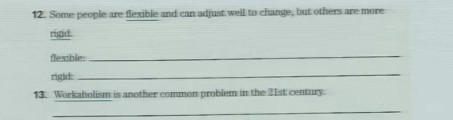 12. Some people are flexible and can adjust well to change, but others are more
rigid.
flexible:
rigid:
13. Workaholism is another common problem in the 21st century.